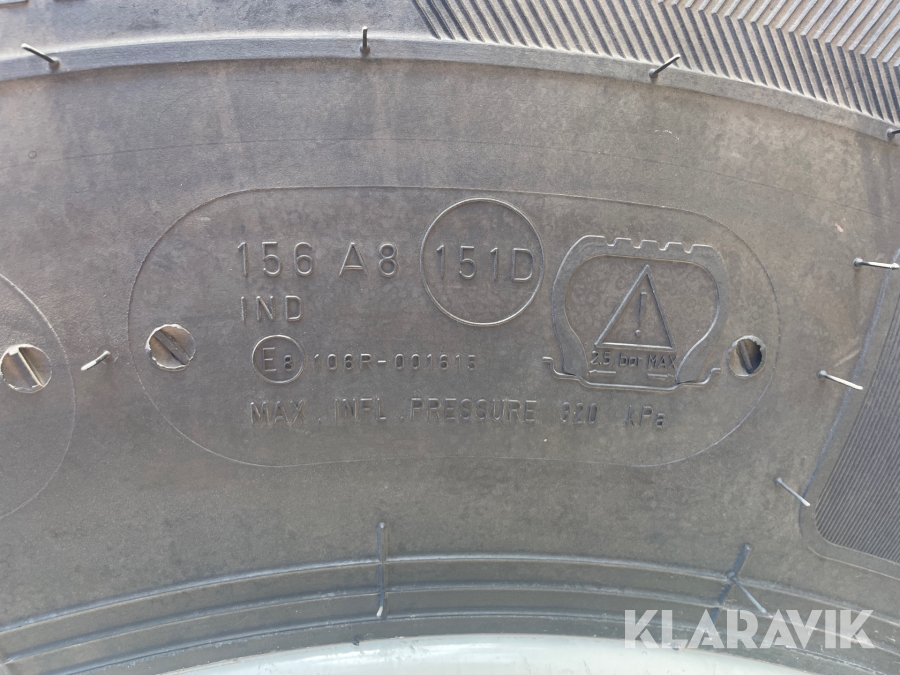 156 A8 151D
IND
!
2.5 bar MAX
E8 106R-001615
MAX. INFL. PRESSURE 320 kPa
KLARAVIK